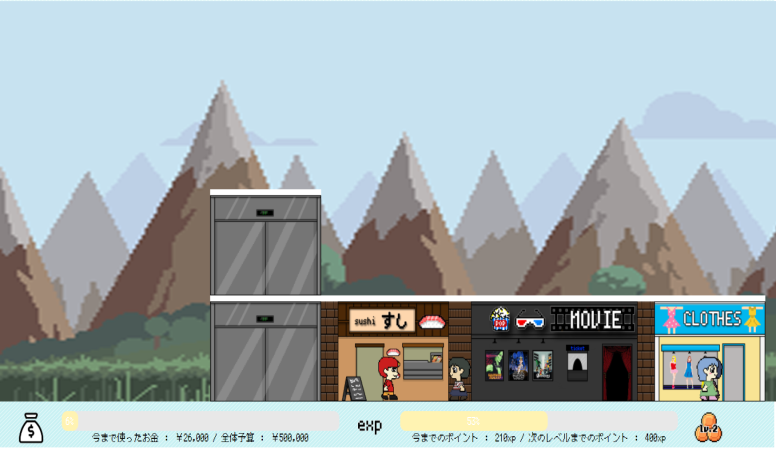 sushi すし
MOVIE
CLOTHES
exp
Lv.2
今まで使ったお金 : ¥26,000 / 全体予算 : ¥500,000
今までのポイント : 210xp / 次のレベルまでのポイント : 400xp